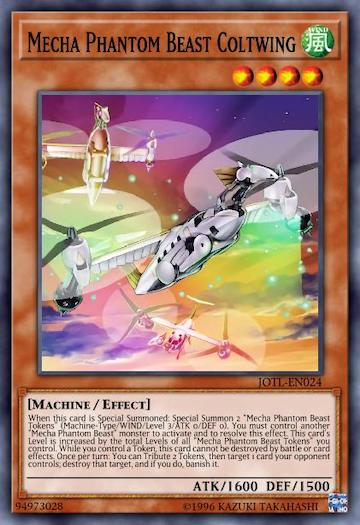 MECHA PHANTOM BEAST COLTWING
WIND
風
JOTL-EN024
[MACHINE / EFFECT]
When this card is Special Summoned: Special Summon 2 "Mecha Phantom Beast
Tokens" (Machine-Type/WIND/Level 3/ATK 0/DEF 0). You must control another
"Mecha Phantom Beast" monster to activate and to resolve this effect. This card's
Level is increased by the total Levels of all "Mecha Phantom Beast Tokens" you
control. While you control a Token, this card cannot be destroyed by battle or card
effects. Once per turn: You can Tribute 2 Tokens, then target 1 card your opponent
controls; destroy that target, and if you do, banish it.
ATK/1600 DEF/1500
94973028
©1996 KAZUKI TAKAHASHI